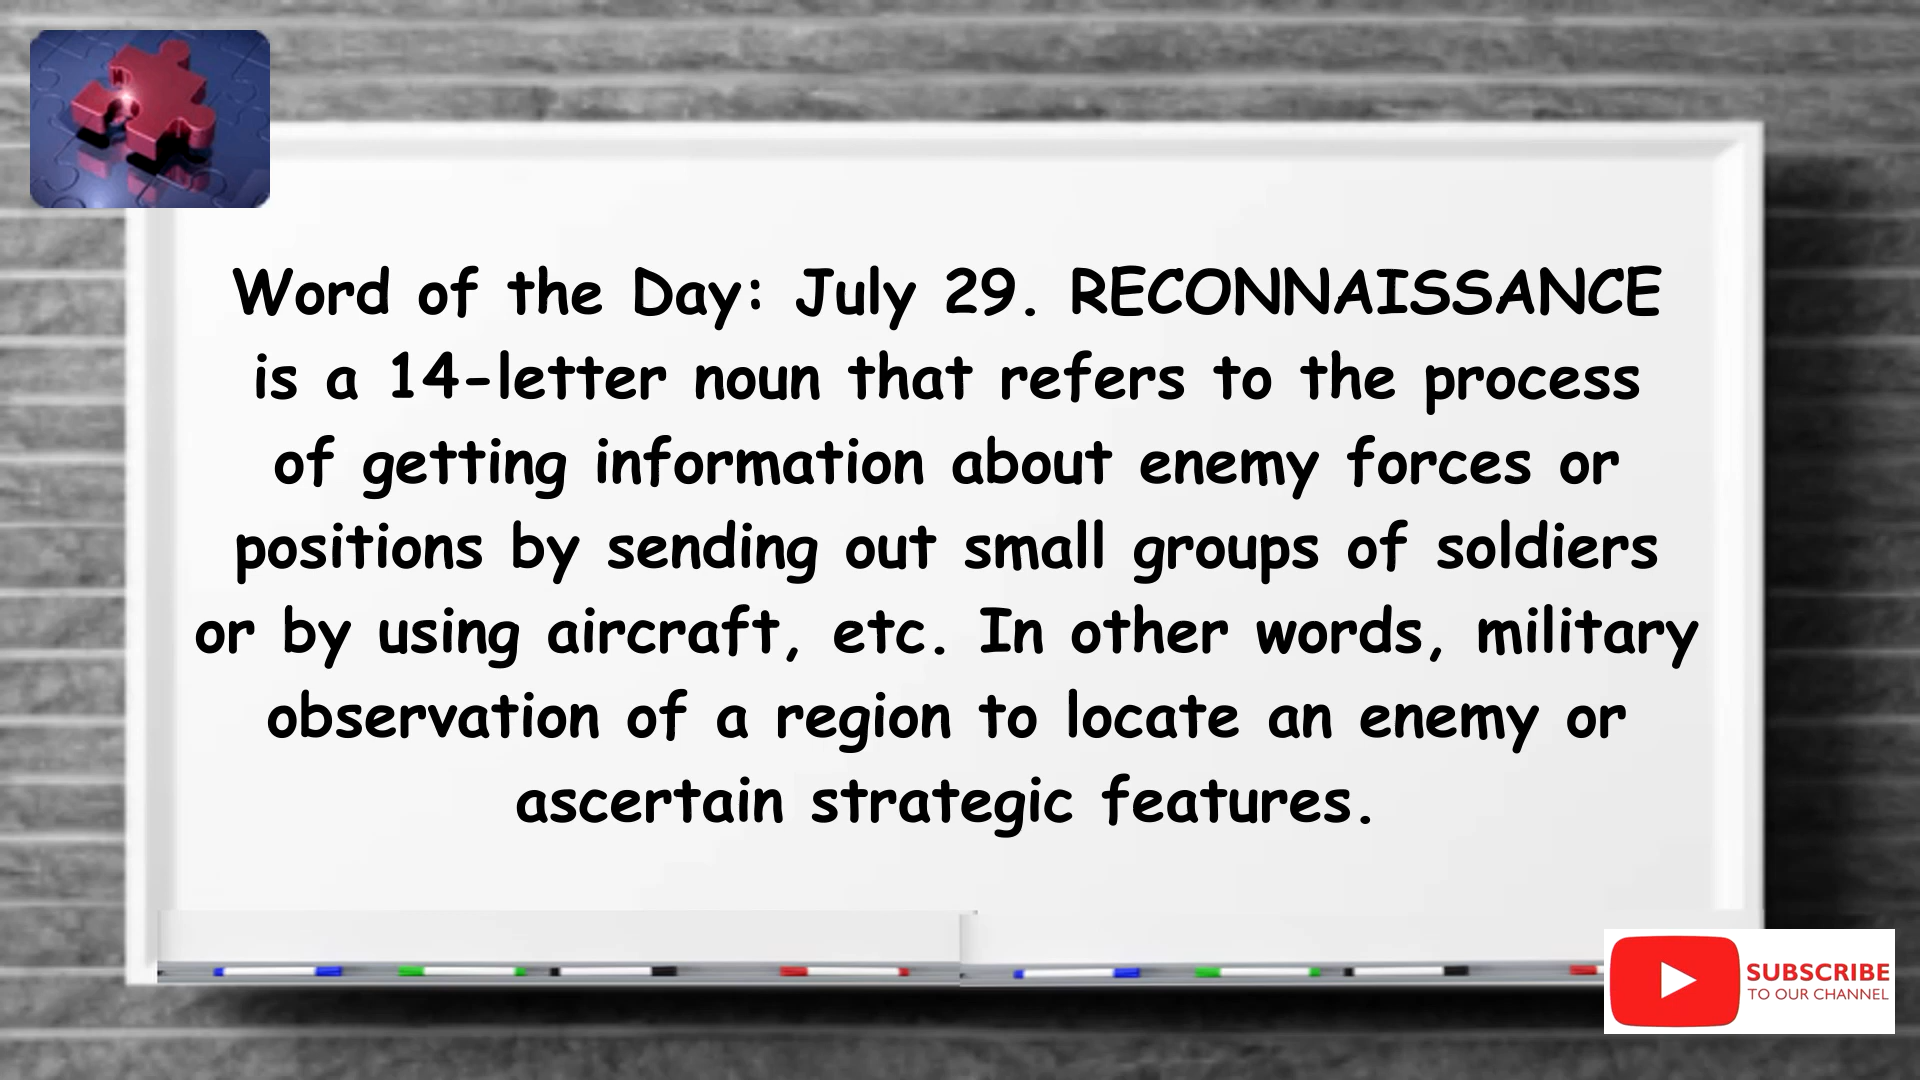 Word of the Day: July 29. RECONNAISSANCE
is a 14-letter noun that refers to the process
of getting information about enemy forces or
positions by sending out small groups of soldiers
or by using aircraft, etc. In other words, military
observation of a region to locate an enemy or
ascertain strategic features.
SUBSCRIBE
TO OUR CHANNEL